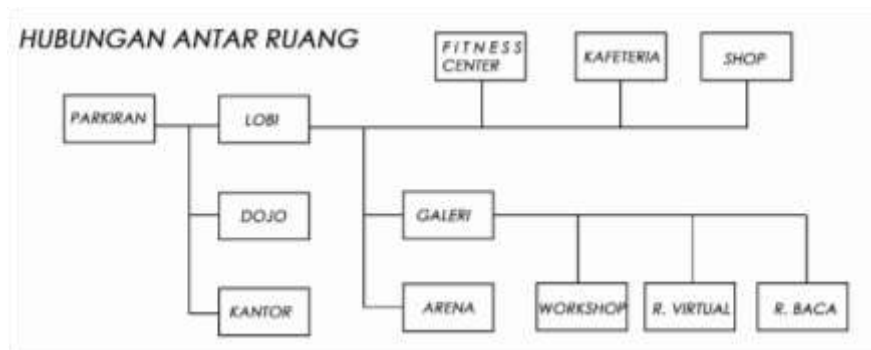 HUBUNGAN ANTAR RUANG
FITNESS
CENTER
KAFETERIA
SHOP
PARKIRAN
LOBI
DOJO
GALERI
KANTOR
ARENA
WORKSHOP
R. VIRTUAL
R. BACA